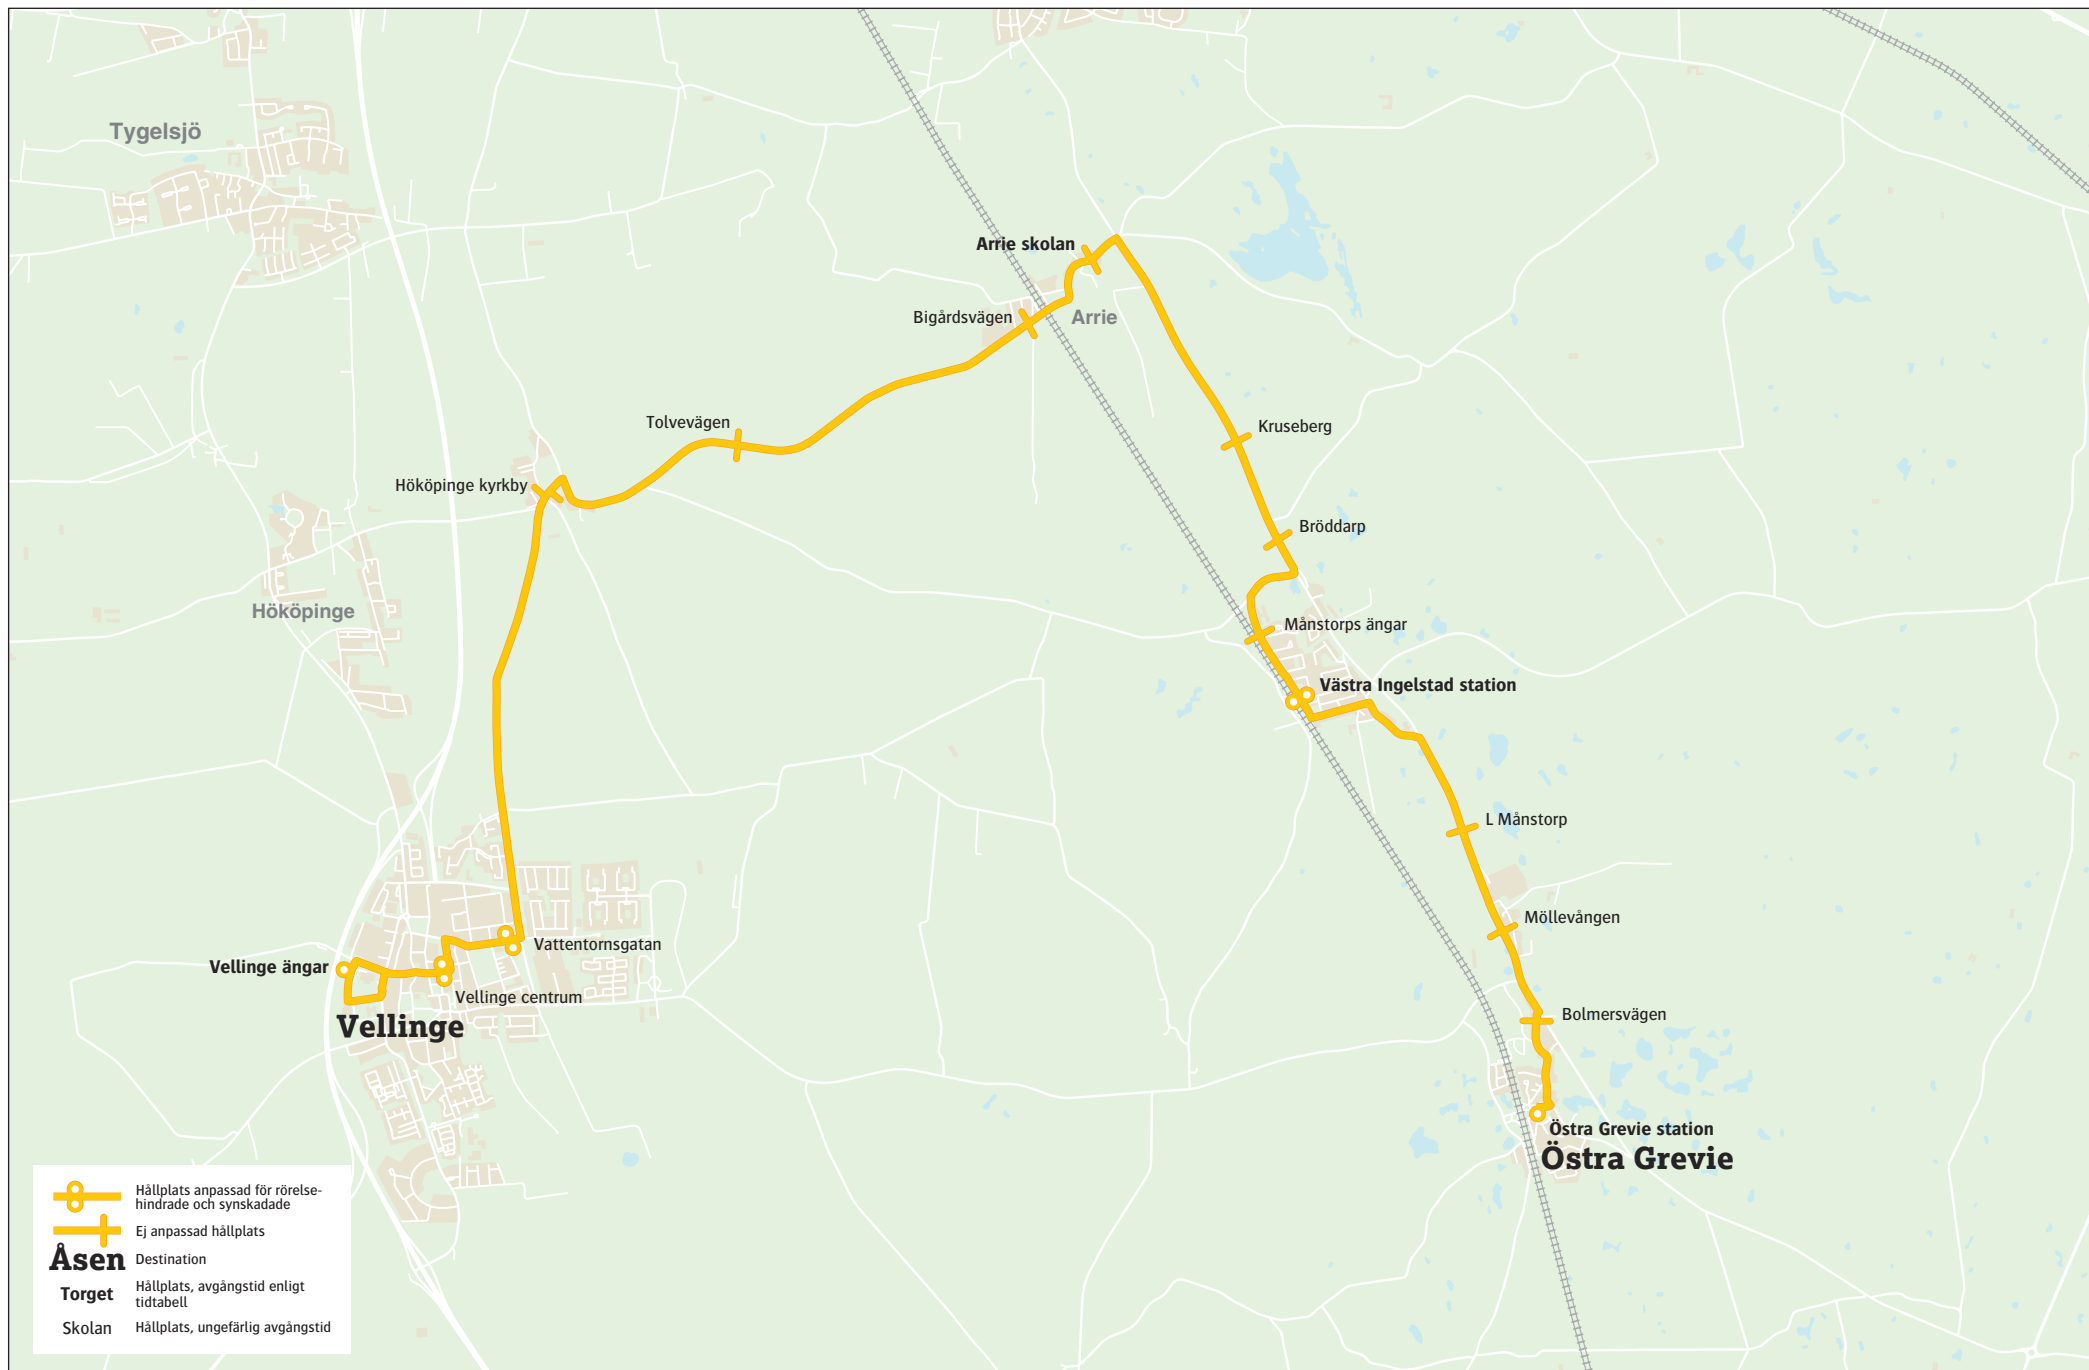 Tygelsjö
Arrie skolan
Bigårdsvägen
Arrie
Tolvevägen
Kruseberg
Hököpinge kyrkby
Bröddarp
Hököpinge
Månstorps ängar
Västra Ingelstad station
L Månstorp
Möllevången
Vattentornsgatan
Vellinge ängar
Vellinge centrum
Vellinge
Bolmersvägen
Östra Grevie station
Östra Grevie
Hållplats anpassad för rörelse-
hindrade och synskadade
Ej anpassad hållplats
Åsen Destination
Torget Hållplats, avgångstid enligt
tidtabell
Skolan Hållplats, ungefärlig avgångstid